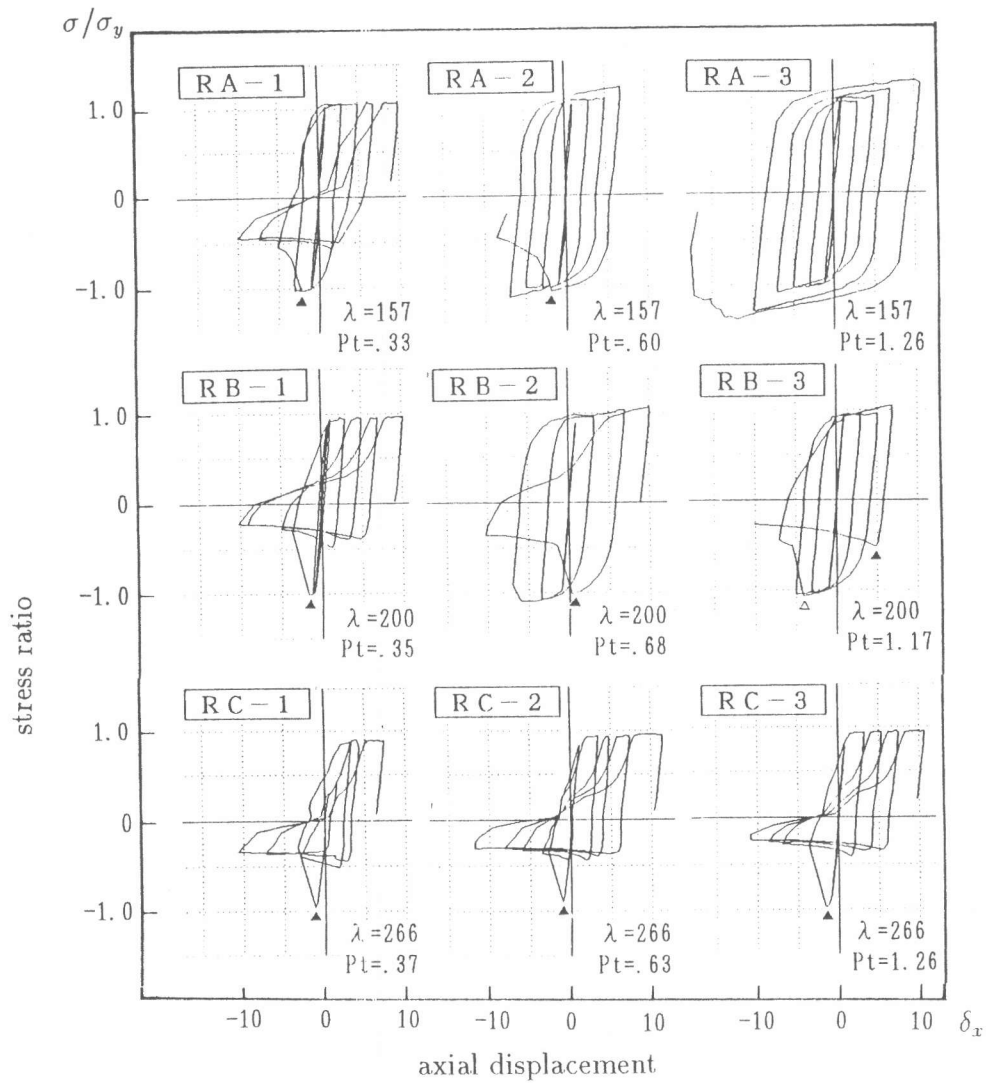 σ/σy
RA-1
RA-2
RA-3
1.0
0
-1.0
λ=157
Pt=.33
λ=157
Pt=.60
λ=157
Pt=1.26
RB-1
RB-2
RB-3
1.0
0
-1.0
λ=200
Pt=.35
λ=200
Pt=.68
λ=200
Pt=1.17
stress ratio
RC-1
RC-2
RC-3
1.0
0
-1.0
λ=266
Pt=.37
λ=266
Pt=.63
λ=266
Pt=1.26
-10 0 10 -10 0 10 -10 0 10 δx
axial displacement